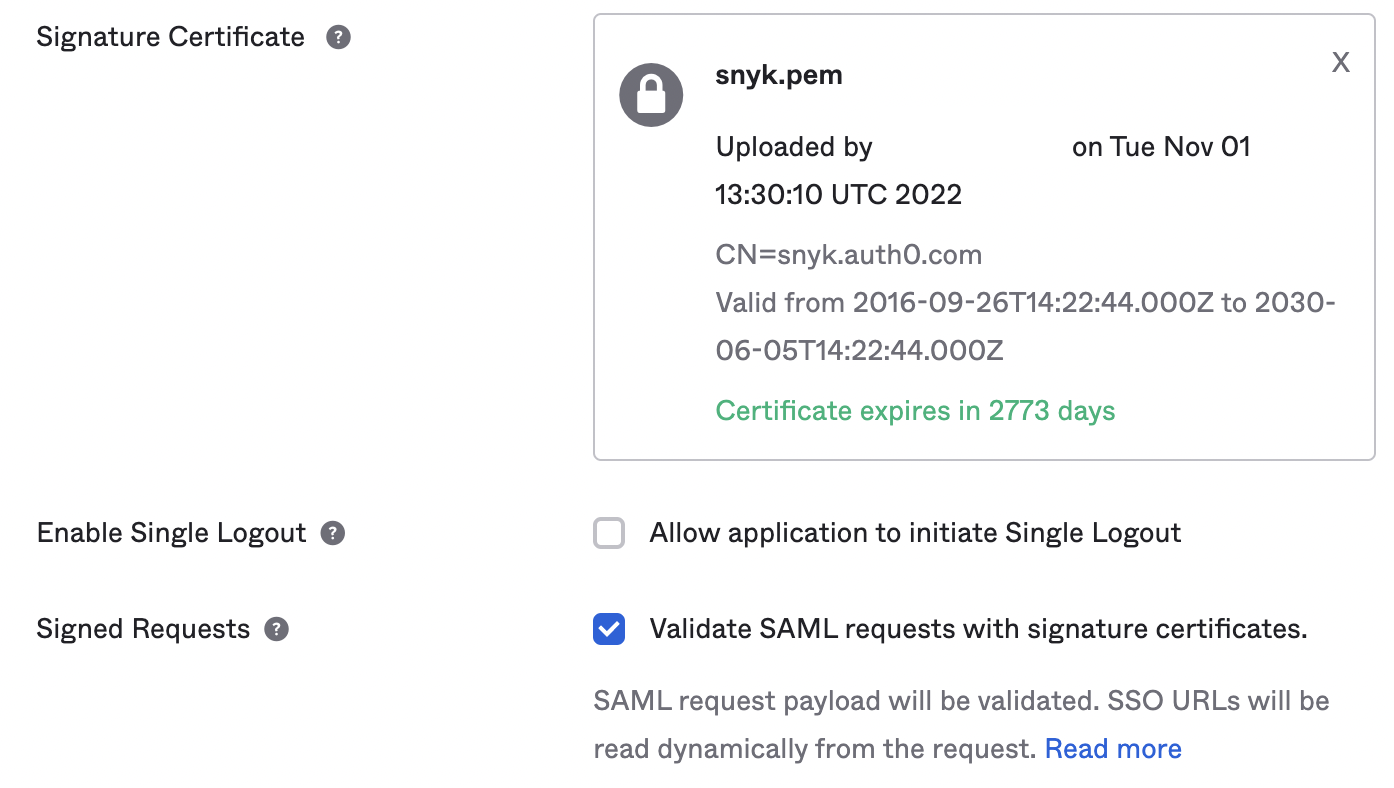 Signature Certificate ?
X
snyk.pem
Uploaded by on Tue Nov 01
13:30:10 UTC 2022
CN=snyk.auth0.com
Valid from 2016-09-26T14:22:44.000Z to 2030-
06-05T14:22:44.000Z
Certificate expires in 2773 days
Enable Single Logout ? Allow application to initiate Single Logout
Signed Requests ? Validate SAML requests with signature certificates.
SAML request payload will be validated. SSO URLs will be
read dynamically from the request. Read more